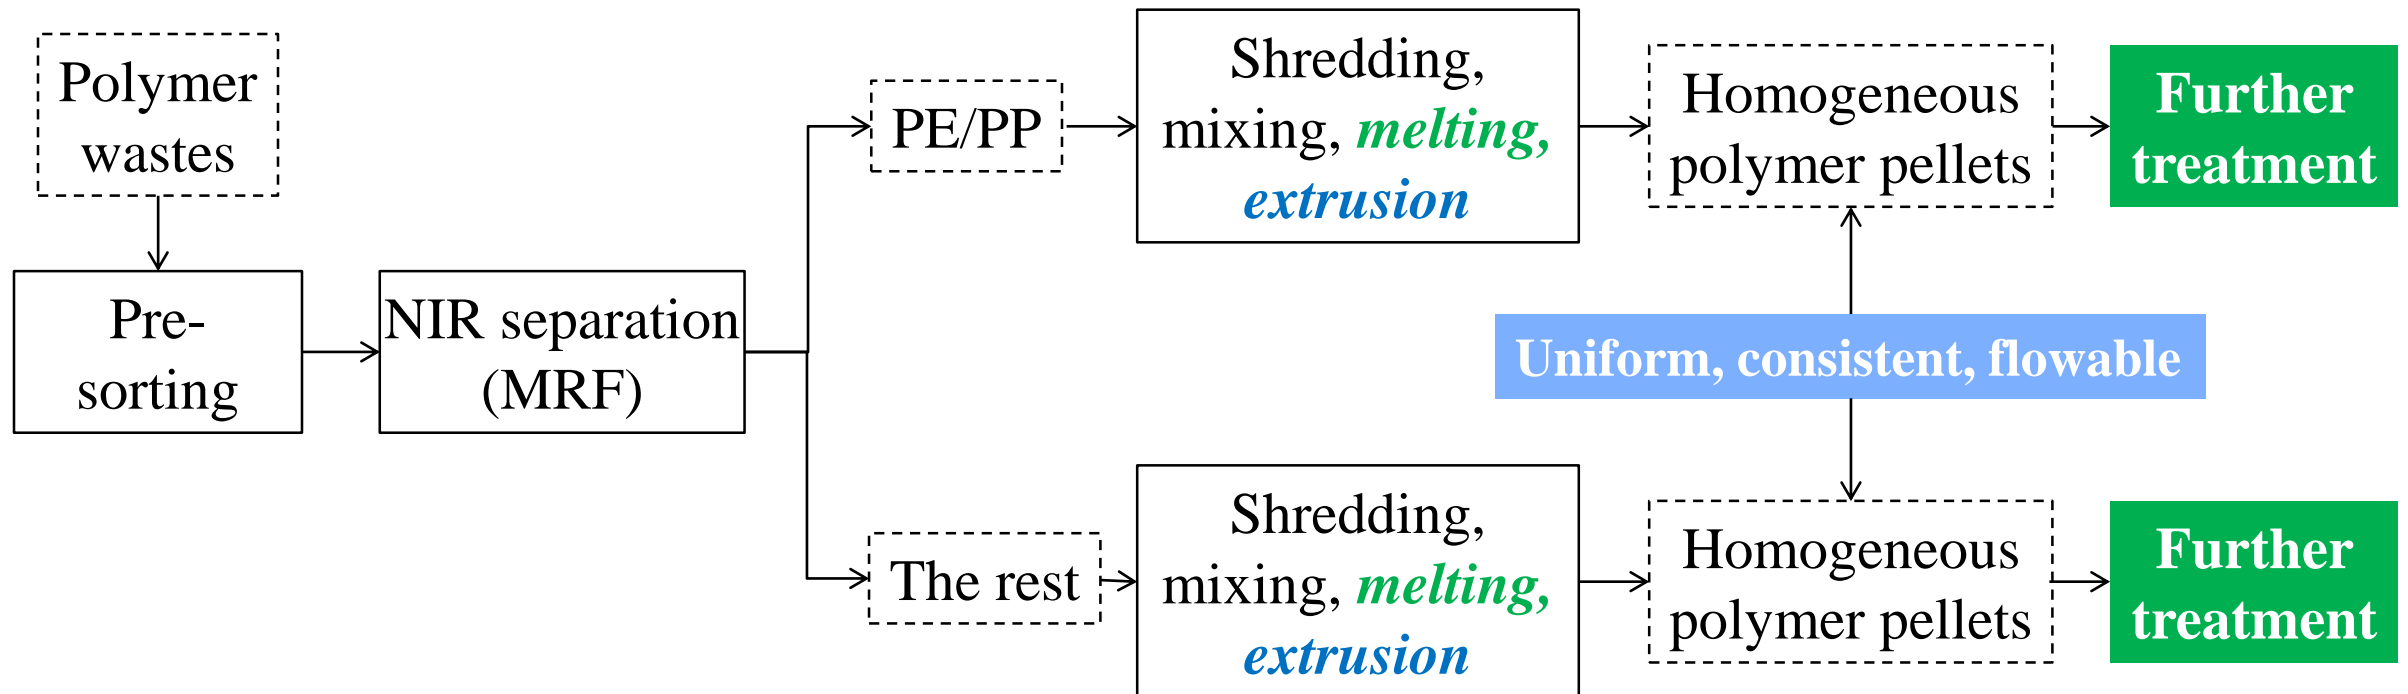 Polymer
wastes
Pre-
sorting
NIR separation
(MRF)
PE/PP
Shredding,
mixing, melting,
extrusion
Homogeneous
polymer pellets
Further
treatment
Uniform, consistent, flowable
The rest
Shredding,
mixing, melting,
extrusion
Homogeneous
polymer pellets
Further
treatment